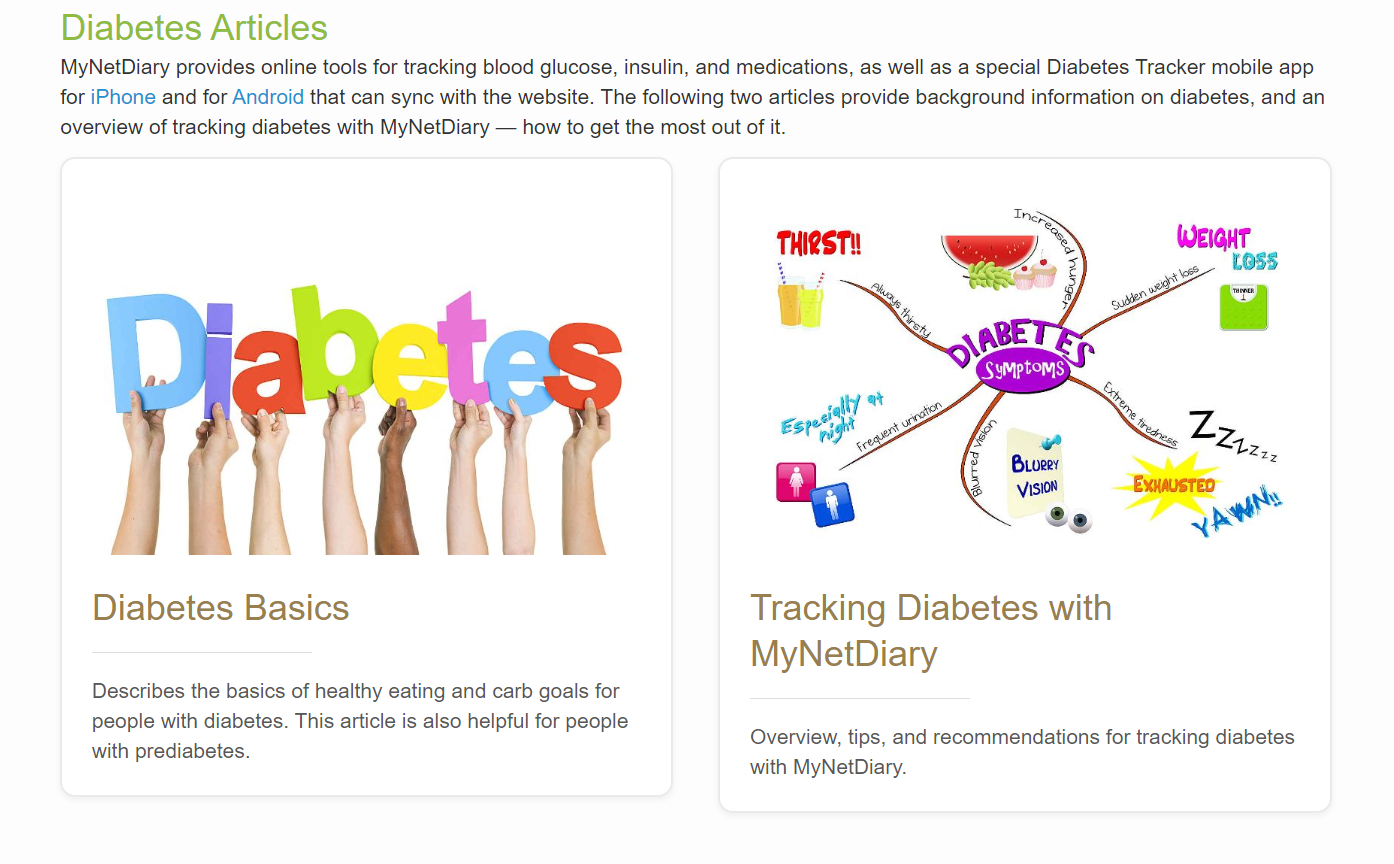 Diabetes Articles
MyNetDiary provides online tools for tracking blood glucose, insulin, and medications, as well as a special Diabetes Tracker mobile app
for iPhone and for Android that can sync with the website. The following two articles provide background information on diabetes, and an
overview of tracking diabetes with MyNetDiary — how to get the most out of it.
Diabetes
Diabetes Basics
Describes the basics of healthy eating and carb goals for
people with diabetes. This article is also helpful for people
with prediabetes.
THIRST!!
Always thirsty
Increased hunger
WEIGHT
LOSS
Sudden weight loss
THINNER
1
DIABETES
SYMPTOMS
Especially at
night
Frequent urination
Blurred Vision
BLURRY
VISION
Extreme tiredness
Zzzzzz
EXHAUSTED
YAWN!!
Tracking Diabetes with
MyNetDiary
Overview, tips, and recommendations for tracking diabetes
with MyNetDiary.